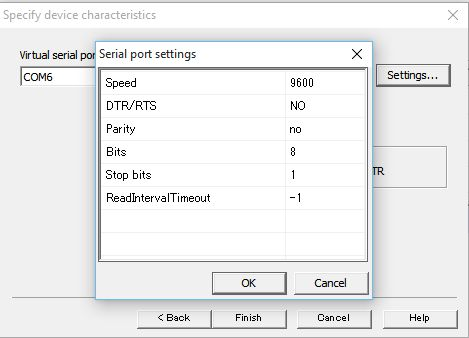 Specify device characteristics
Virtual serial por
COM6
Settings...
TR
Serial port settings
Speed 9600
DTR/RTS NO
Parity no
Bits 8
Stop bits 1
ReadIntervalTimeout -1
OK Cancel
< Back Finish Cancel Help